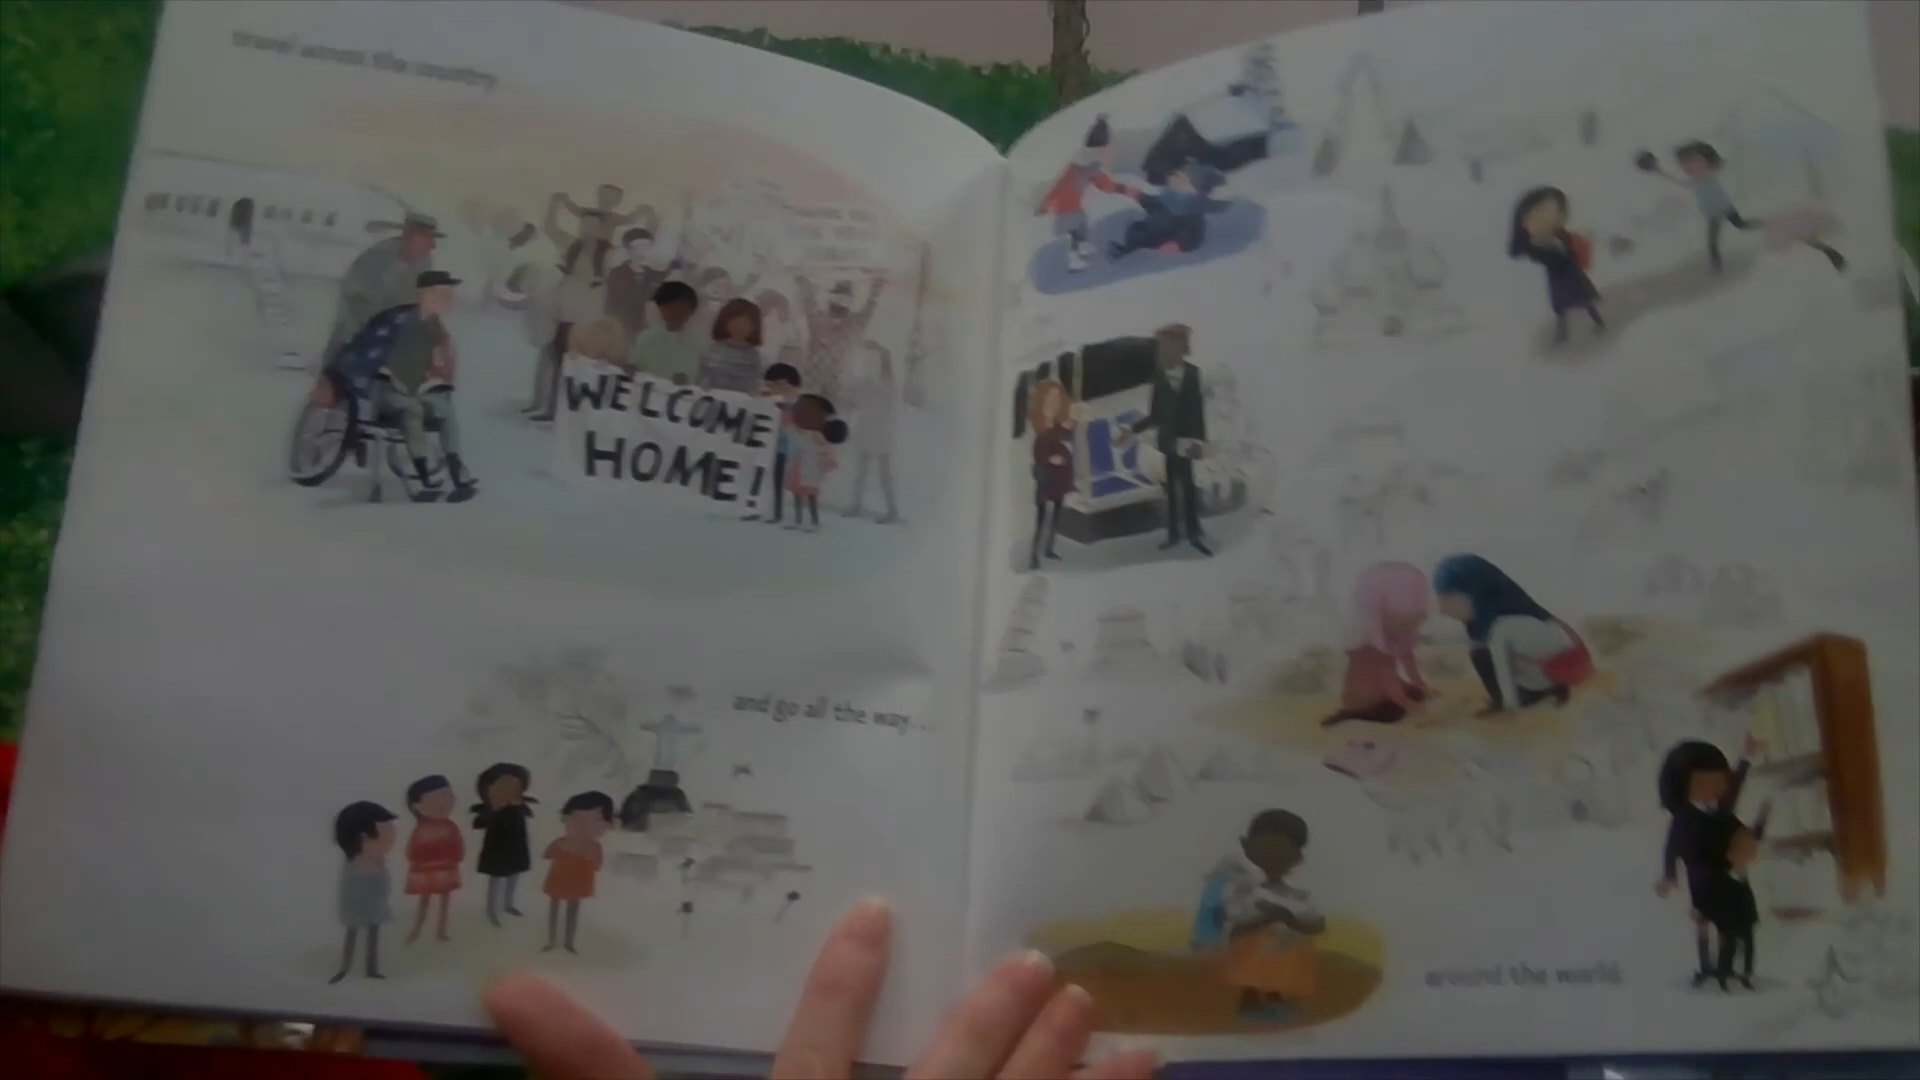 travel across the country
WELCOME
HOME!
and go all the way...
around the world